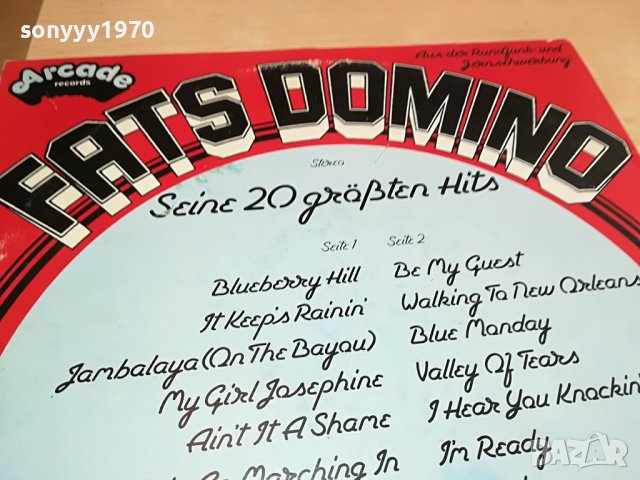 sonyyy1970
Arcade
records
Aus der Rundfunk und
Fernsehwerbung
FATS DOMINO
Stereo
Seine 20 größten Hits
Seite 1
Blueberry Hill
It Keep's Rainin'
Jambalaya (On The Bayou)
My Girl Josephine
Ain't It A Shame
Marching In
Seite 2
Be My Guest
Walking To New Orleans
Blue Monday
Valley Of Tears
I Hear You Knockin'
I'm Ready
BAZAR